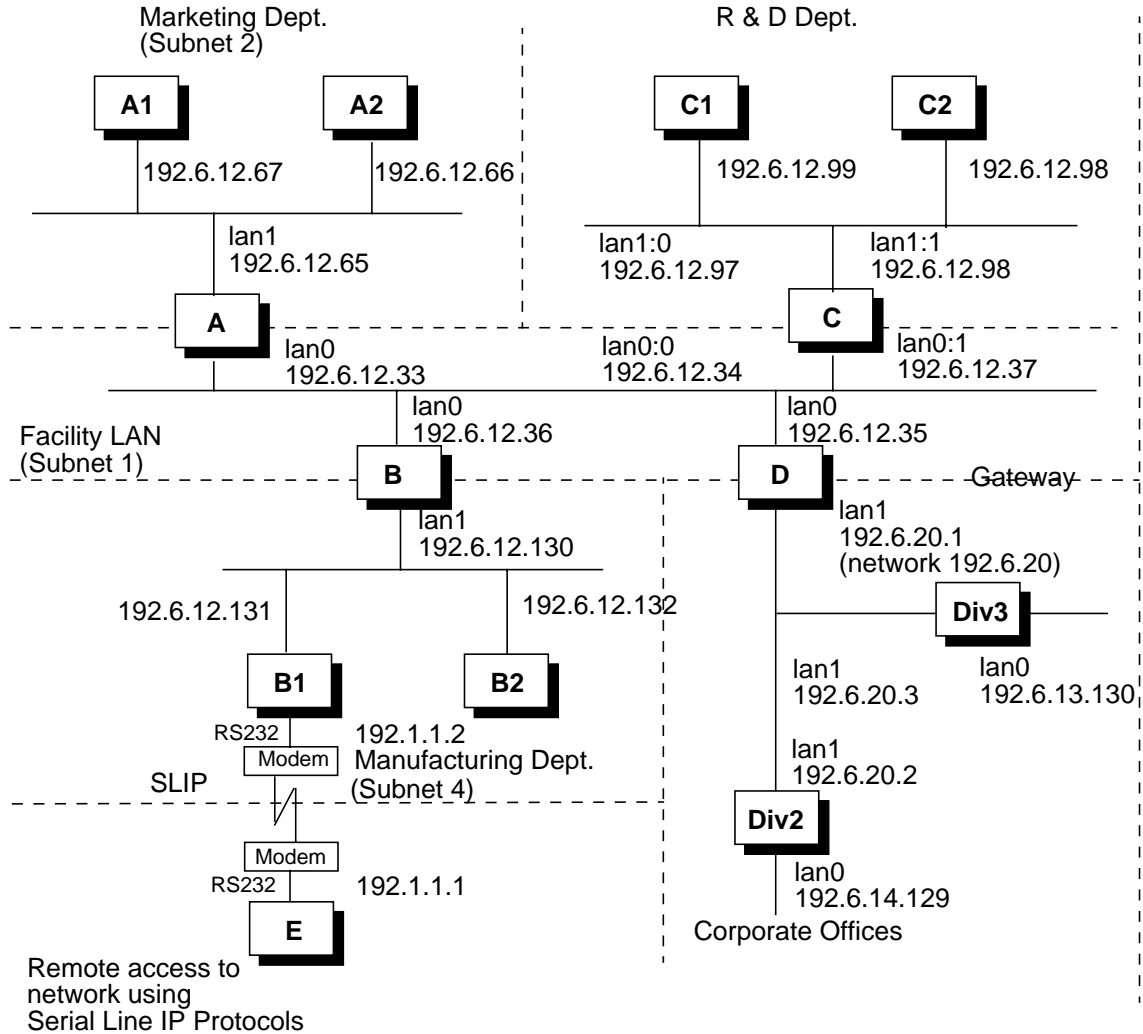 Marketing Dept.
(Subnet 2)
R & D Dept.
A1
A2
C1
C2
192.6.12.67
192.6.12.66
192.6.12.99
192.6.12.98
lan1
192.6.12.65
lan1:0
192.6.12.97
lan1:1
192.6.12.98
A
C
lan0
192.6.12.33
lan0:0
192.6.12.34
lan0:1
192.6.12.37
lan0
192.6.12.36
lan0
192.6.12.35
Facility LAN
(Subnet 1)
B
D
Gateway
lan1
192.6.12.130
lan1
192.6.20.1
(network 192.6.20)
192.6.12.131
192.6.12.132
Div3
B1
B2
lan1
192.6.20.3
lan0
192.6.13.130
RS232
192.1.1.2
Modem
Manufacturing Dept.
(Subnet 4)
SLIP
lan1
192.6.20.2
Div2
Modem
RS232
192.1.1.1
lan0
192.6.14.129
E
Corporate Offices
Remote access to
network using
Serial Line IP Protocols